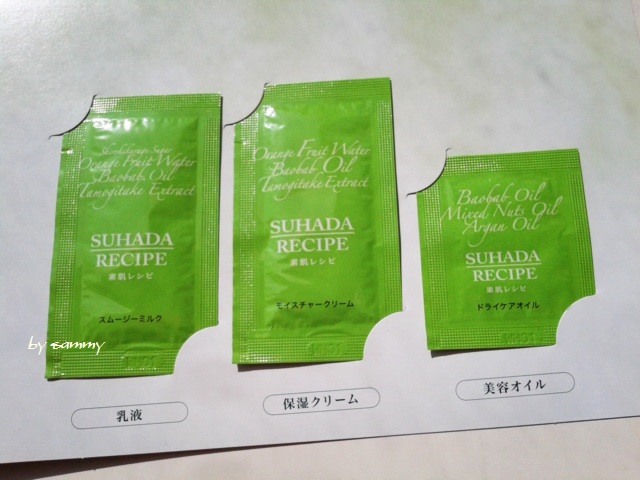 Orange Fruit Water
Baobab Oil
Tamogitake Extract
SUHADA
RECIPE
素肌レシピ
スムージーミルク
乳液
Orange Fruit Water
Baobab Oil
Tamogitake Extract
SUHADA
RECIPE
素肌レシピ
モイスチャークリーム
保湿クリーム
Baobab Oil
Mixed Nuts Oil
Argan Oil
SUHADA
RECIPE
素肌レシピ
ドライケアオイル
美容オイル
by sammy